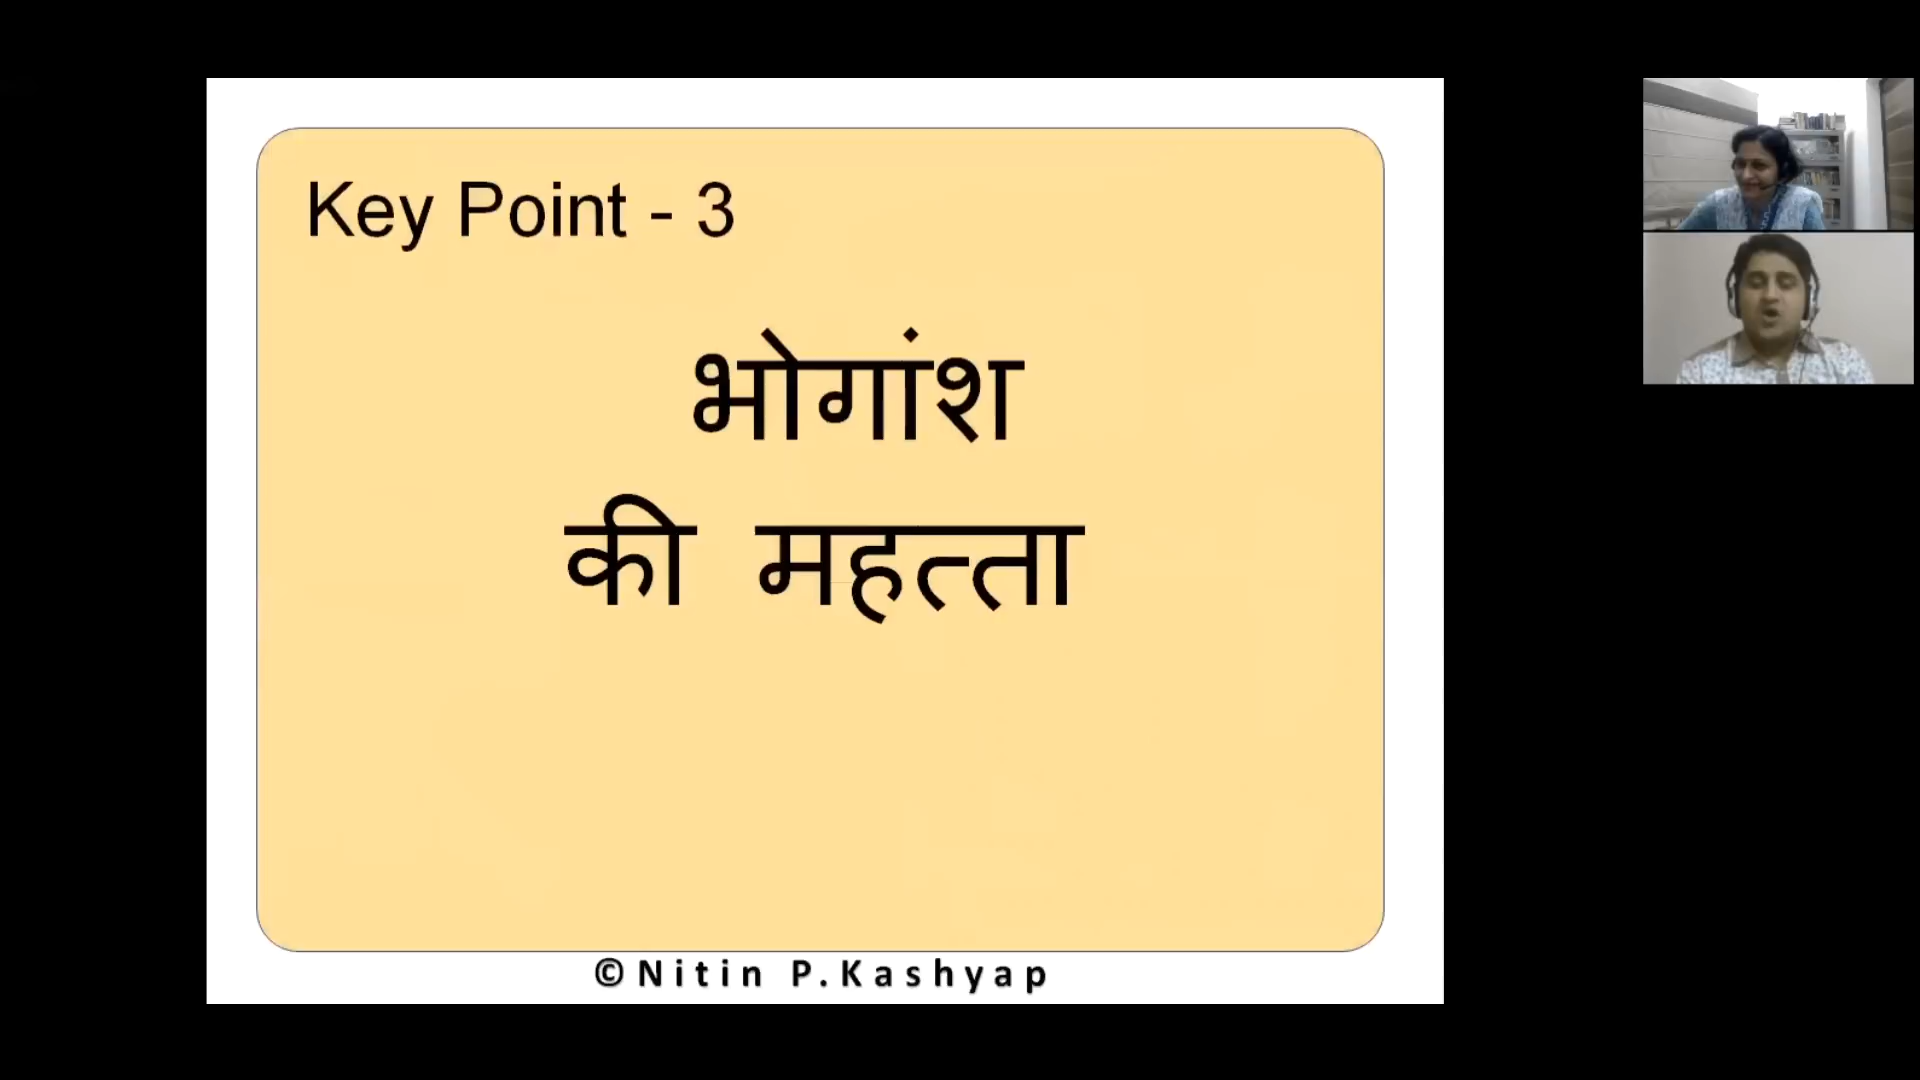 Key Point - 3
भोगांश
की महत्ता
©Nitin P.Kashyap